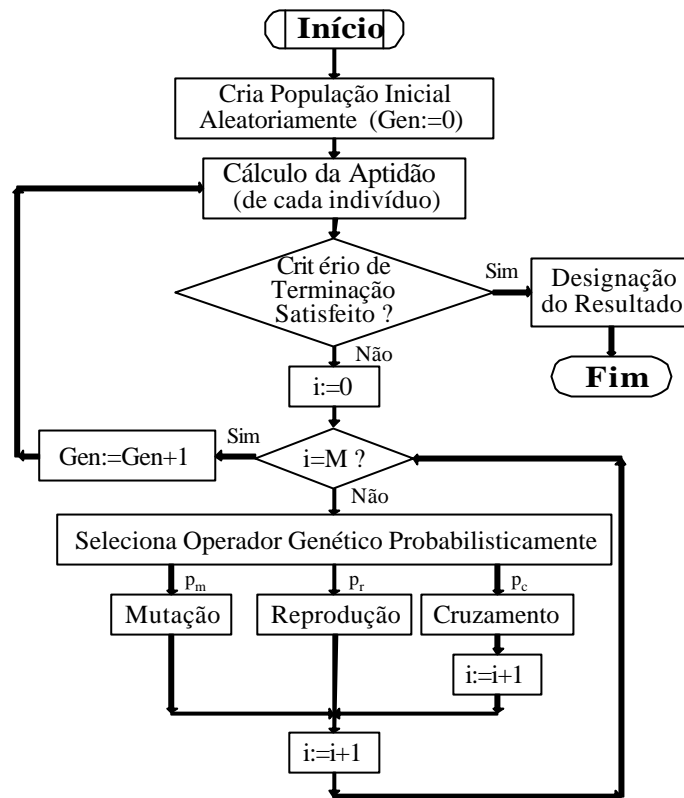 Início
Cria População Inicial
Aleatoriamente (Gen:=0)
Cálculo da Aptidão
(de cada indivíduo)
Crit ério de
Terminação
Satisfeito ?
Sim
Designação
do Resultado
Fim
Não
i:=0
i=M ?
Sim
Gen:=Gen+1
Não
Seleciona Operador Genético Probabilisticamente
pm
pr
pc
Mutação
Reprodução
Cruzamento
i:=i+1
i:=i+1